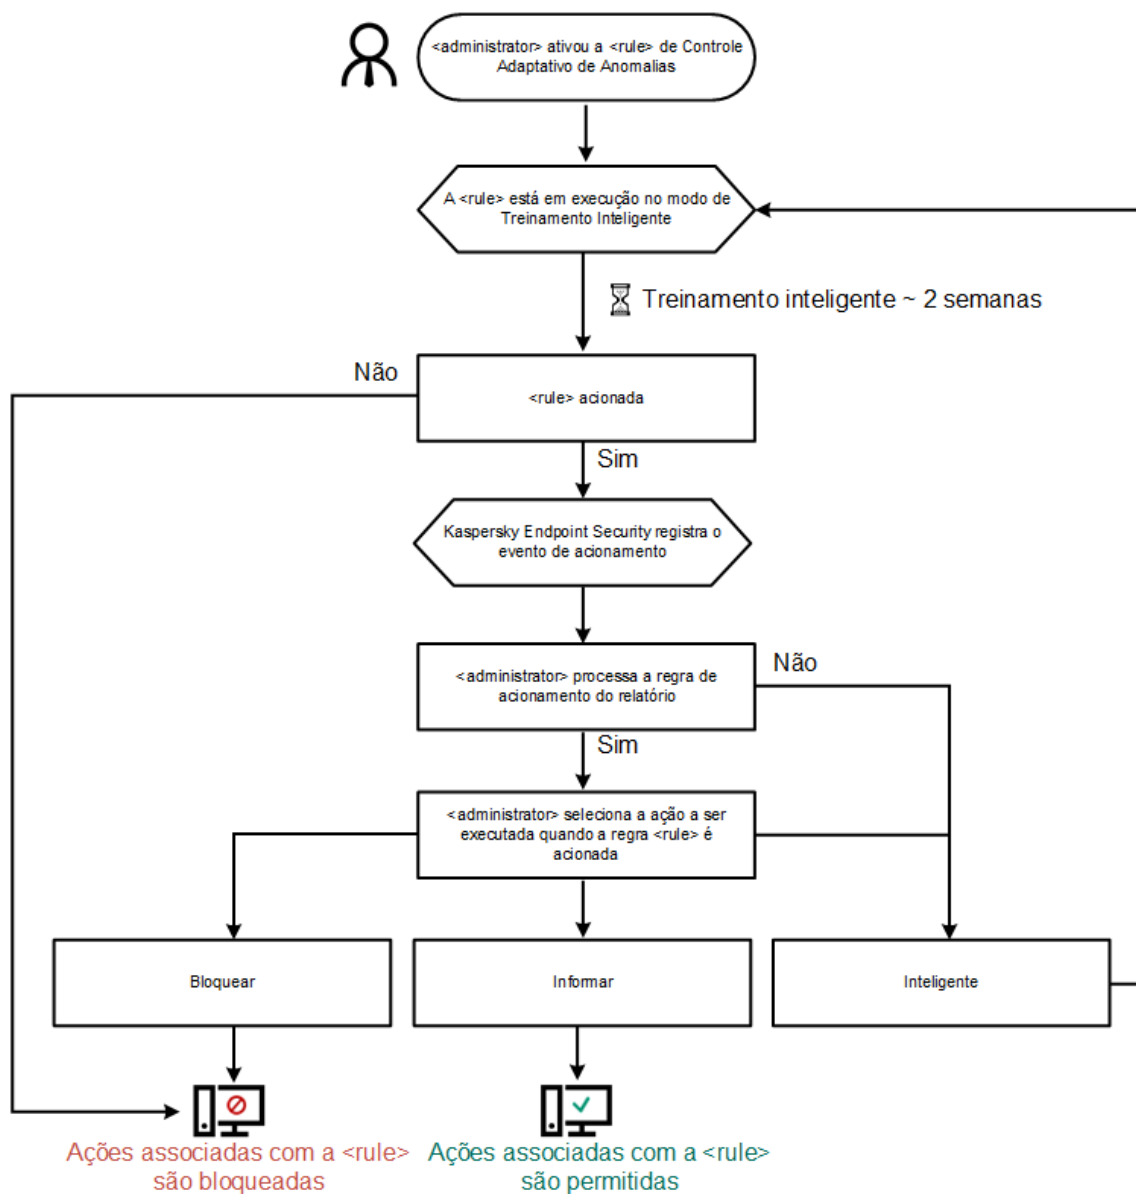 <administrator> ativou a <rule> de Controle
Adaptativo de Anomalias
A <rule> está em execução no modo de
Treinamento Inteligente
Treinamento inteligente ~ 2 semanas
Não
<rule> acionada
Sim
Kaspersky Endpoint Security registra o
evento de acionamento
<administrator> processa a regra de
acionamento do relatório
Não
Sim
<administrator> seleciona a ação a ser
executada quando a regra <rule> é
acionada
Bloquear
Informar
Inteligente
Ações associadas com a <rule>
são bloqueadas
Ações associadas com a <rule>
são permitidas